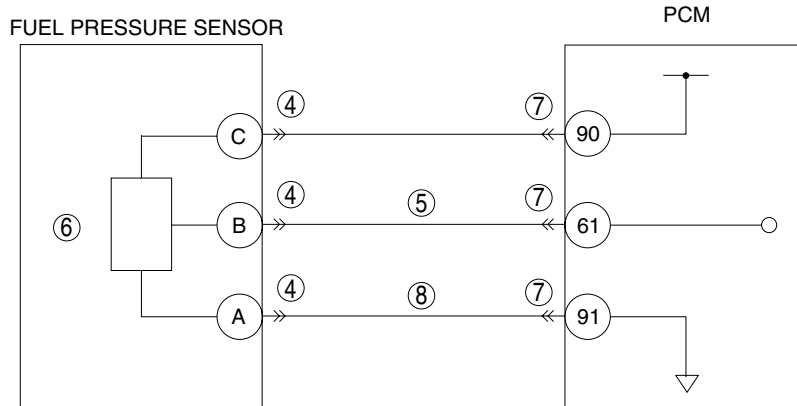 PCM
FUEL PRESSURE SENSOR
④ ⑦
C 90
④ ⑤ ⑦
⑥ B 61
④ ⑧ ⑦
A 91